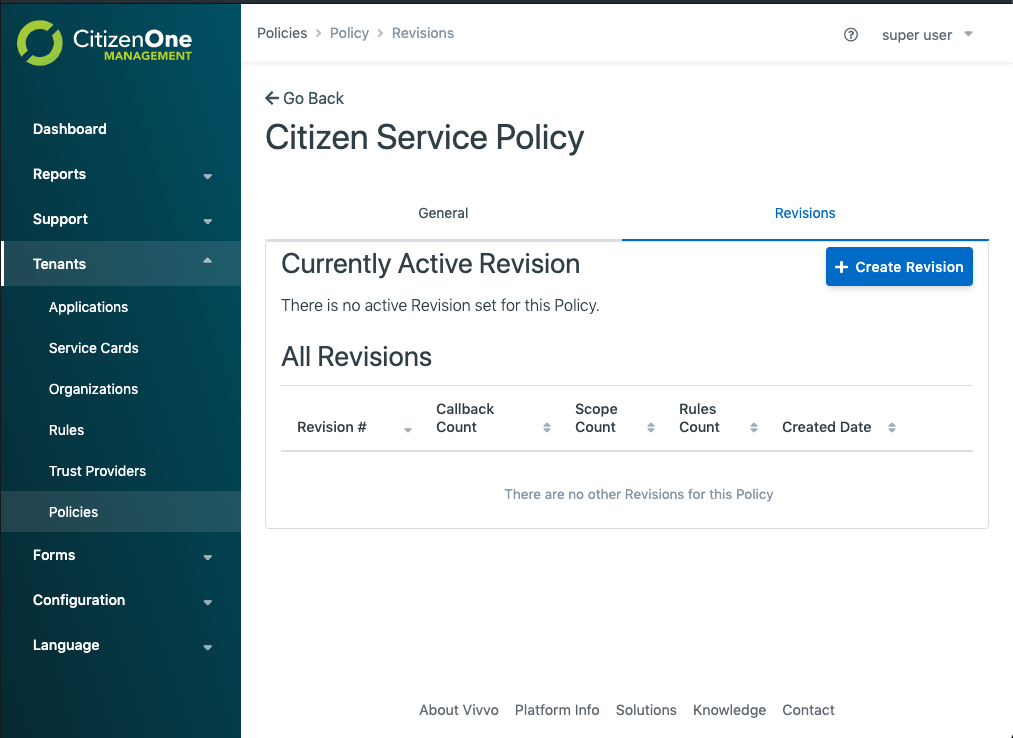 CitizenOne
MANAGEMENT
Policies > Policy > Revisions
super user
Dashboard
Reports
Support
Tenants
Applications
Service Cards
Organizations
Rules
Trust Providers
Policies
Forms
Configuration
Language
← Go Back
Citizen Service Policy
General Revisions
Currently Active Revision
+ Create Revision
There is no active Revision set for this Policy.
All Revisions
Revision # Callback Count Scope Count Rules Count Created Date
There are no other Revisions for this Policy
About Vivvo Platform Info Solutions Knowledge Contact